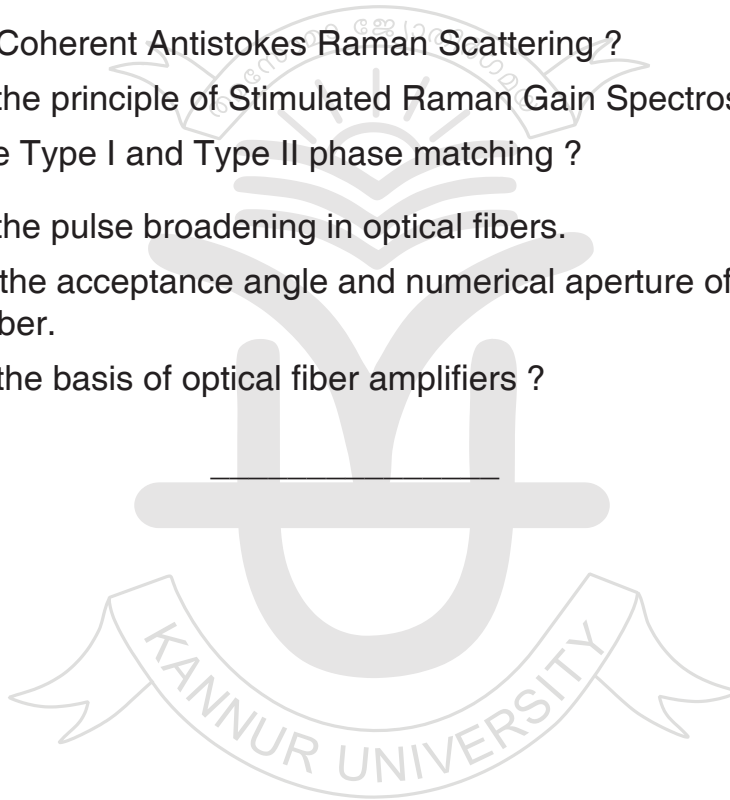 Coherent Antistokes Raman Scattering ?
the principle of Stimulated Raman Gain Spectros
e Type I and Type II phase matching ?
the pulse broadening in optical fibers.
the acceptance angle and numerical aperture of
ber.
the basis of optical fiber amplifiers ?
KANNUR UNIVERSITY